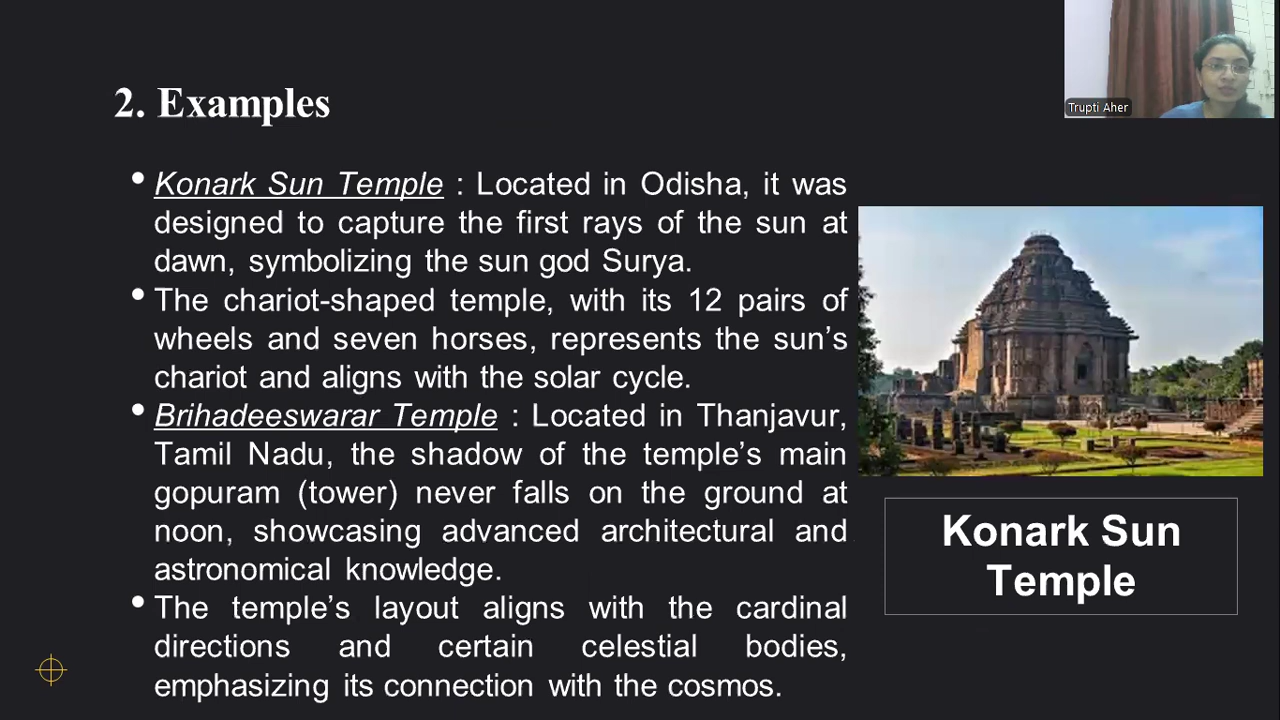 Trupti Aher
2. Examples
• Konark Sun Temple : Located in Odisha, it was
designed to capture the first rays of the sun at
dawn, symbolizing the sun god Surya.
• The chariot-shaped temple, with its 12 pairs of
wheels and seven horses, represents the sun’s
chariot and aligns with the solar cycle.
• Brihadeeswarar Temple : Located in Thanjavur,
Tamil Nadu, the shadow of the temple’s main
gopuram (tower) never falls on the ground at
noon, showcasing advanced architectural and
astronomical knowledge.
• The temple’s layout aligns with the cardinal
directions and certain celestial bodies,
emphasizing its connection with the cosmos.
Konark Sun
Temple